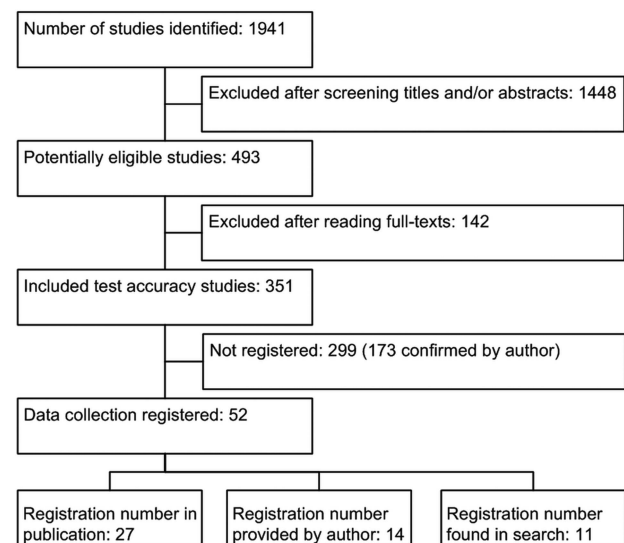 Number of studies identified: 1941
Excluded after screening titles and/or abstracts: 1448
Potentially eligible studies: 493
Excluded after reading full-texts: 142
Included test accuracy studies: 351
Not registered: 299 (173 confirmed by author)
Data collection registered: 52
Registration number in
publication: 27
Registration number
provided by author: 14
Registration number
found in search: 11